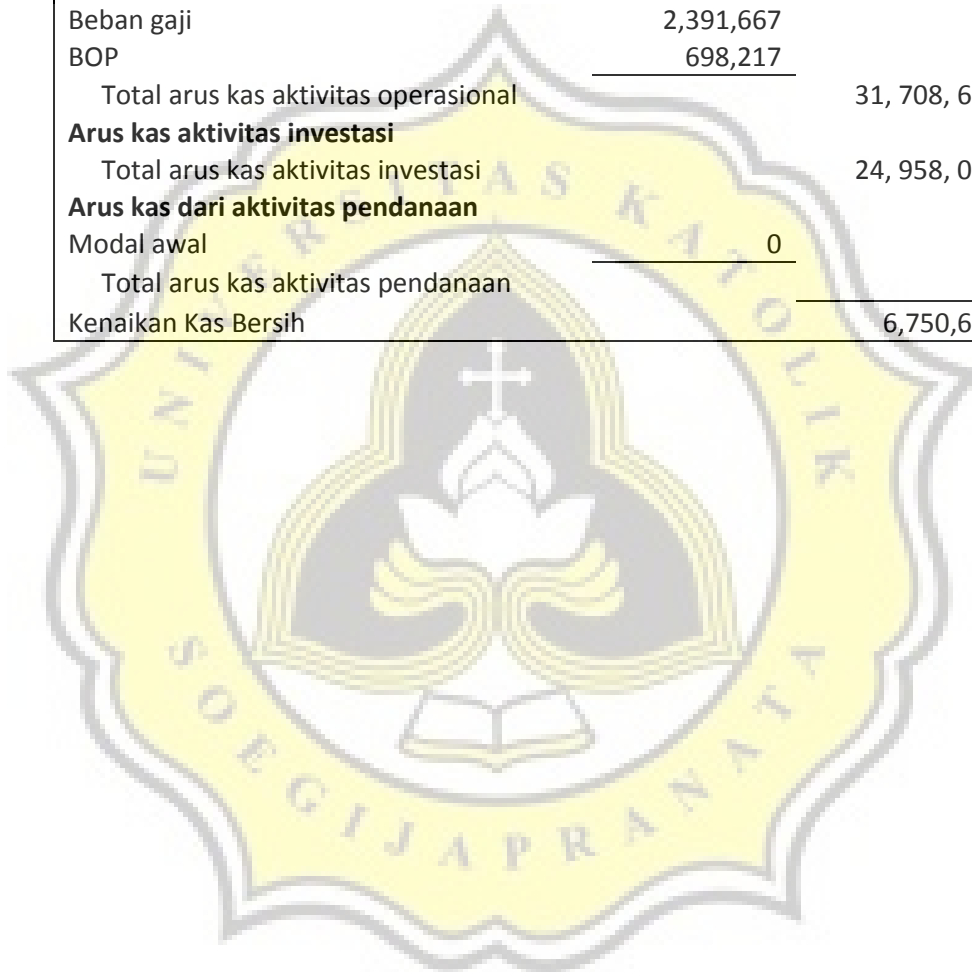 Beban gaji 2,391,667
BOP 698,217
Total arus kas aktivitas operasional 31, 708, 6
Arus kas aktivitas investasi
Total arus kas aktivitas investasi 24, 958, 0
Arus kas dari aktivitas pendanaan
Modal awal 0
Total arus kas aktivitas pendanaan
Kenaikan Kas Bersih 6,750,6
UNIVERSITAS KATOLIK
SOEGIJAPRANATA